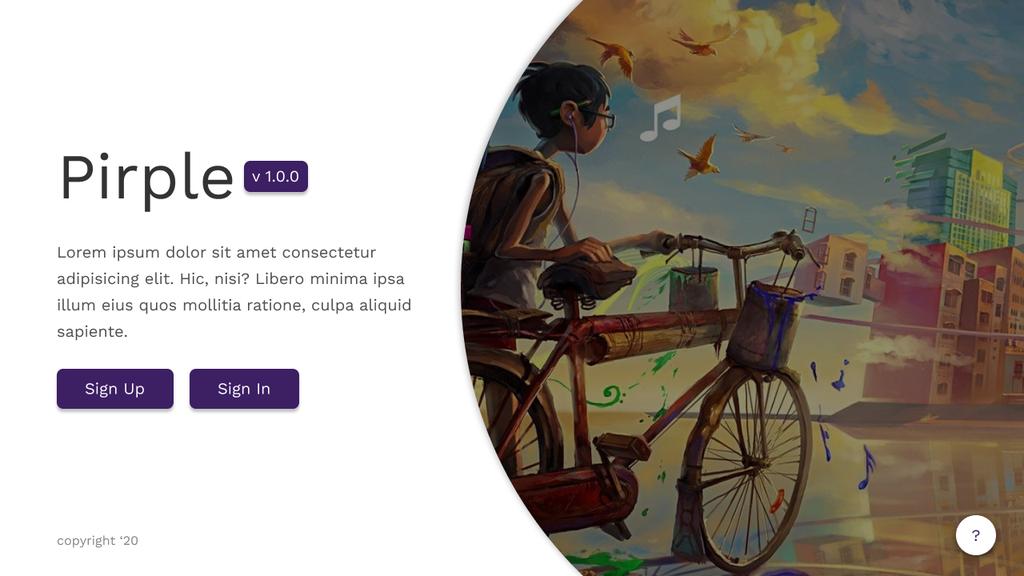 Pirple v 1.0.0
Lorem ipsum dolor sit amet consectetur
adipisicing elit. Hic, nisi? Libero minima ipsa
illum eius quos mollitia ratione, culpa aliquid
sapiente.
Sign Up Sign In
copyright ‘20
?